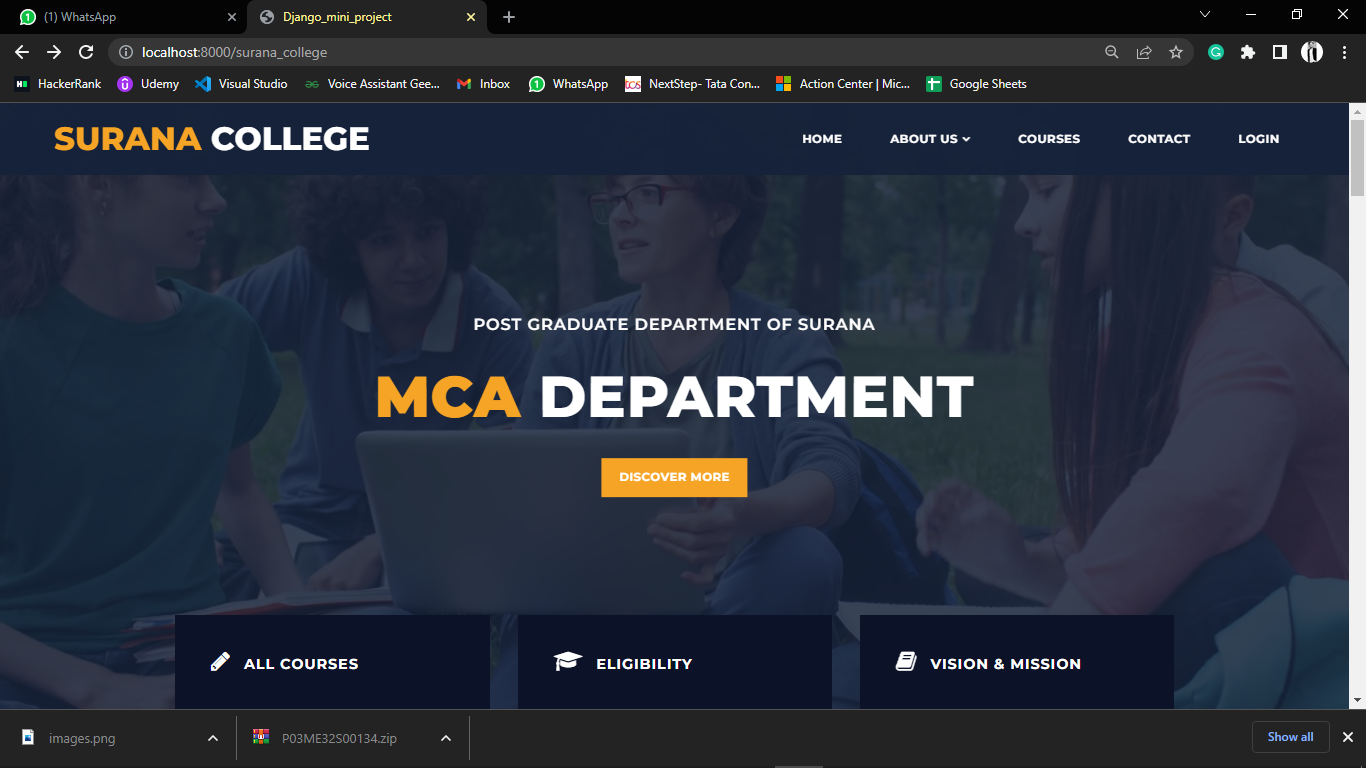 (1) WhatsApp
Django_mini_project
localhost:8000/surana_college
HackerRank Udemy Visual Studio Voice Assistant Gee... Inbox WhatsApp NextStep- Tata Con... Action Center | Mic... Google Sheets
SURANA COLLEGE
HOME ABOUT US COURSES CONTACT LOGIN
POST GRADUATE DEPARTMENT OF SURANA
MCA DEPARTMENT
DISCOVER MORE
ALL COURSES ELIGIBILITY VISION & MISSION
images.png P03ME32S00134.zip Show all